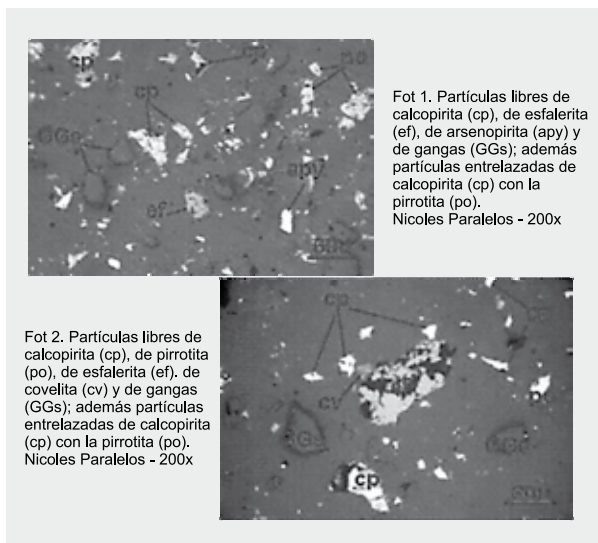 cp
cp
po
cp
GGs
apy
ef
Fot 1. Partículas libres de
calcopirita (cp), de esfalerita
(ef), de arsenopirita (apy) y
de gangas (GGs); además
partículas entrelazadas de
calcopirita (cp) con la
pirrotita (po).
Nicoles Paralelos - 200x
cp
cv
GGs
GGs
cp
Fot 2. Partículas libres de
calcopirita (cp), de pirrotita
(po), de esfalerita (ef). de
covelita (cv) y de gangas
(GGs); además partículas
entrelazadas de calcopirita
(cp) con la pirrotita (po).
Nicoles Paralelos - 200x